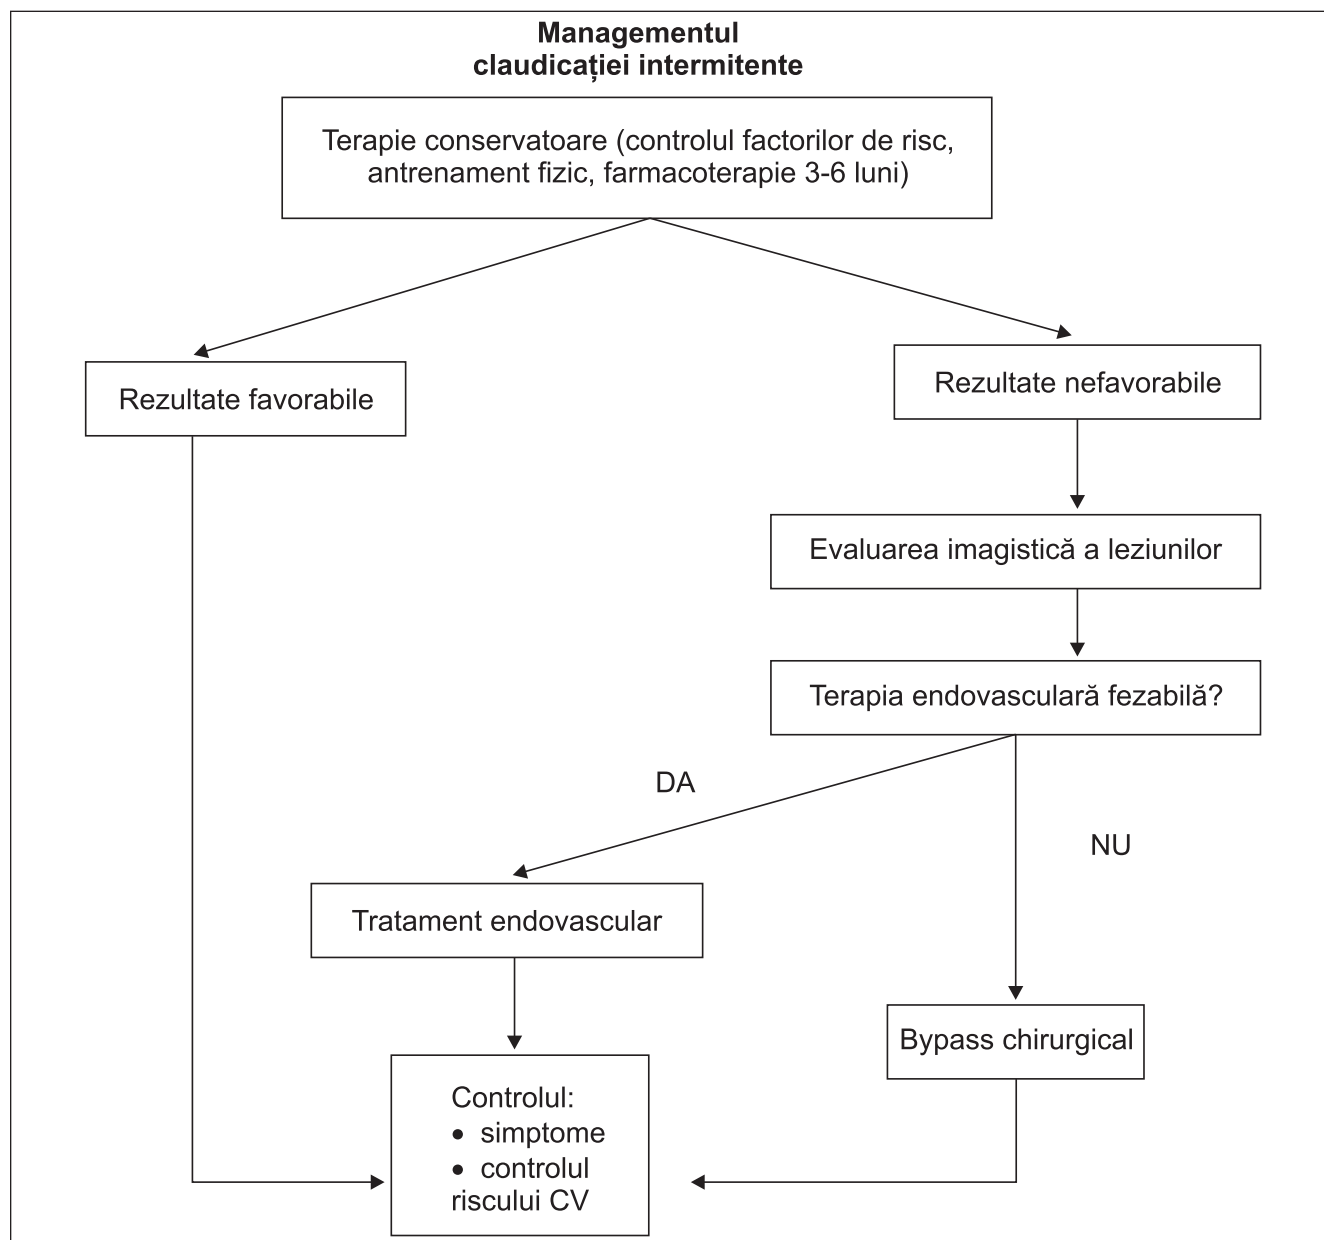 Managementul
claudicației intermitente
Terapie conservatoare (controlul factorilor de risc,
antrenament fizic, farmacoterapie 3-6 luni)
Rezultate favorabile
Rezultate nefavorabile
Evaluarea imagistică a leziunilor
Terapia endovasculară fezabilă?
DA
NU
Tratament endovascular
Bypass chirurgical
Controlul:
• simptome
• controlul
riscului CV